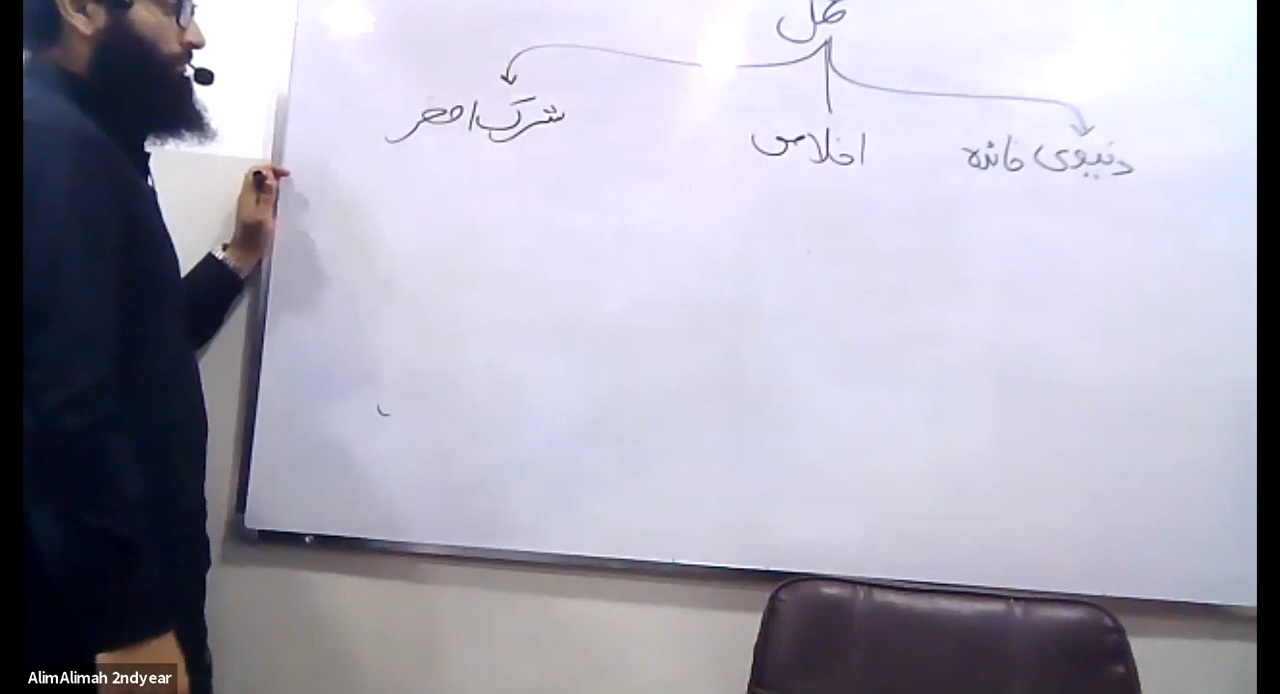 عمل
دنیوی فائدہ
اخلاص
شرک اصغر
AlimAlimah 2ndyear